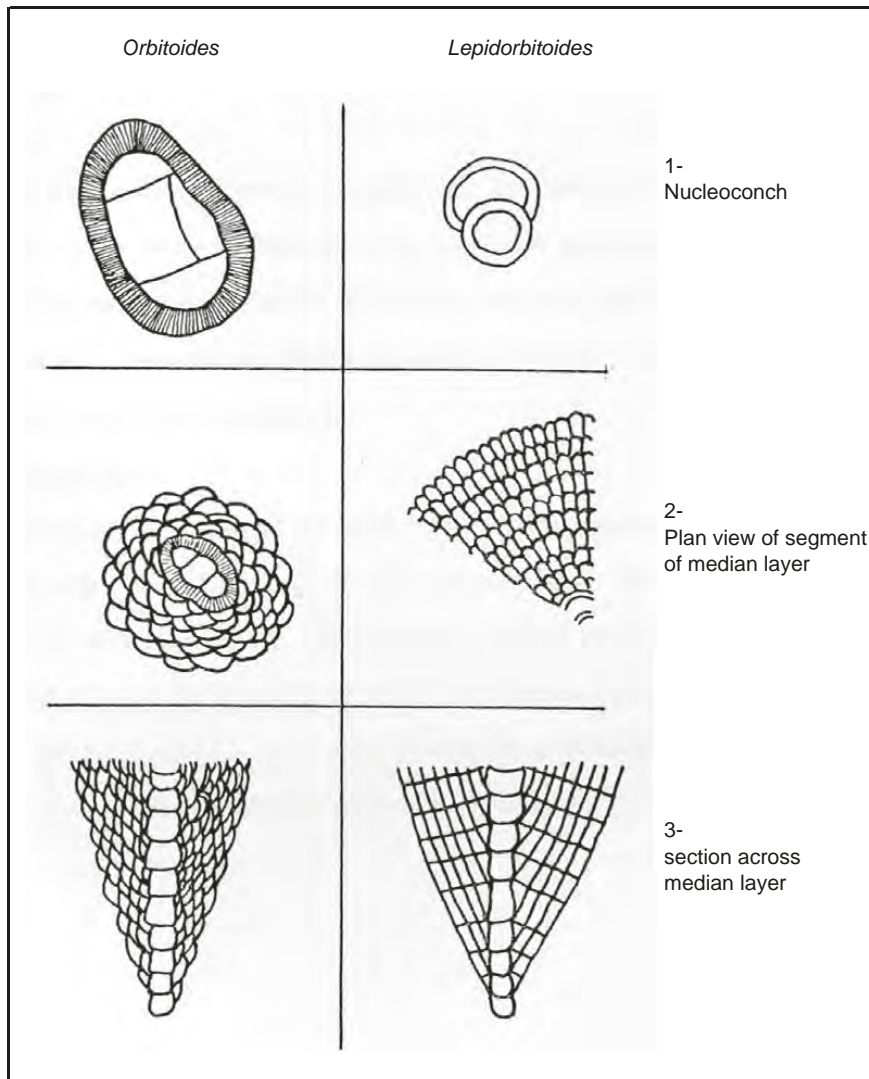 Orbitoides
Lepidorbitoides
1-
Nucleoconch
2-
Plan view of segment
of median layer
3-
section across
median layer